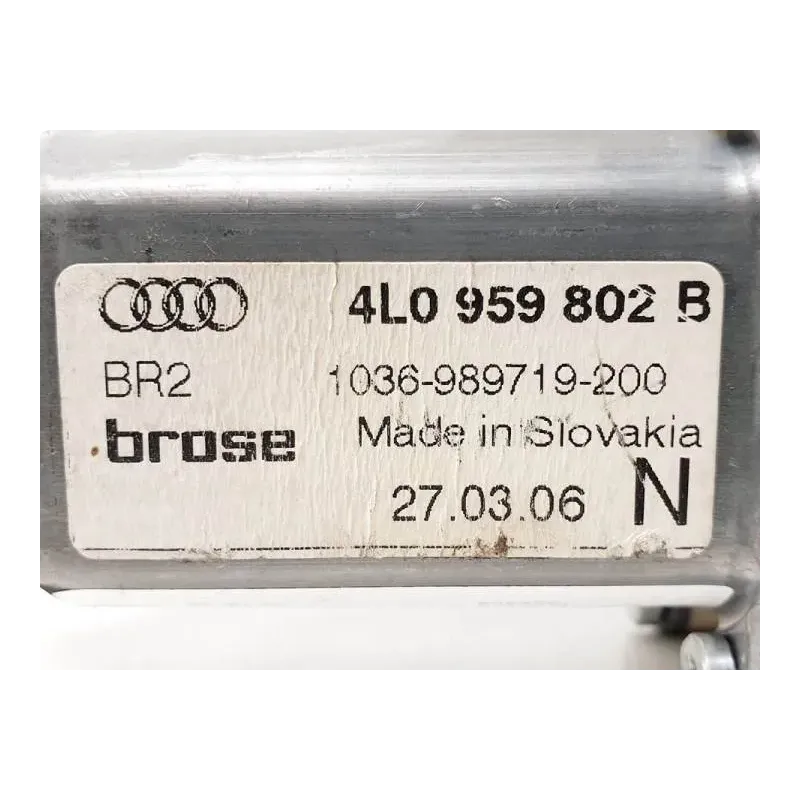 4L0 959 802 B
BR2 1036-989719-200
brose Made in Slovakia
27.03.06 N